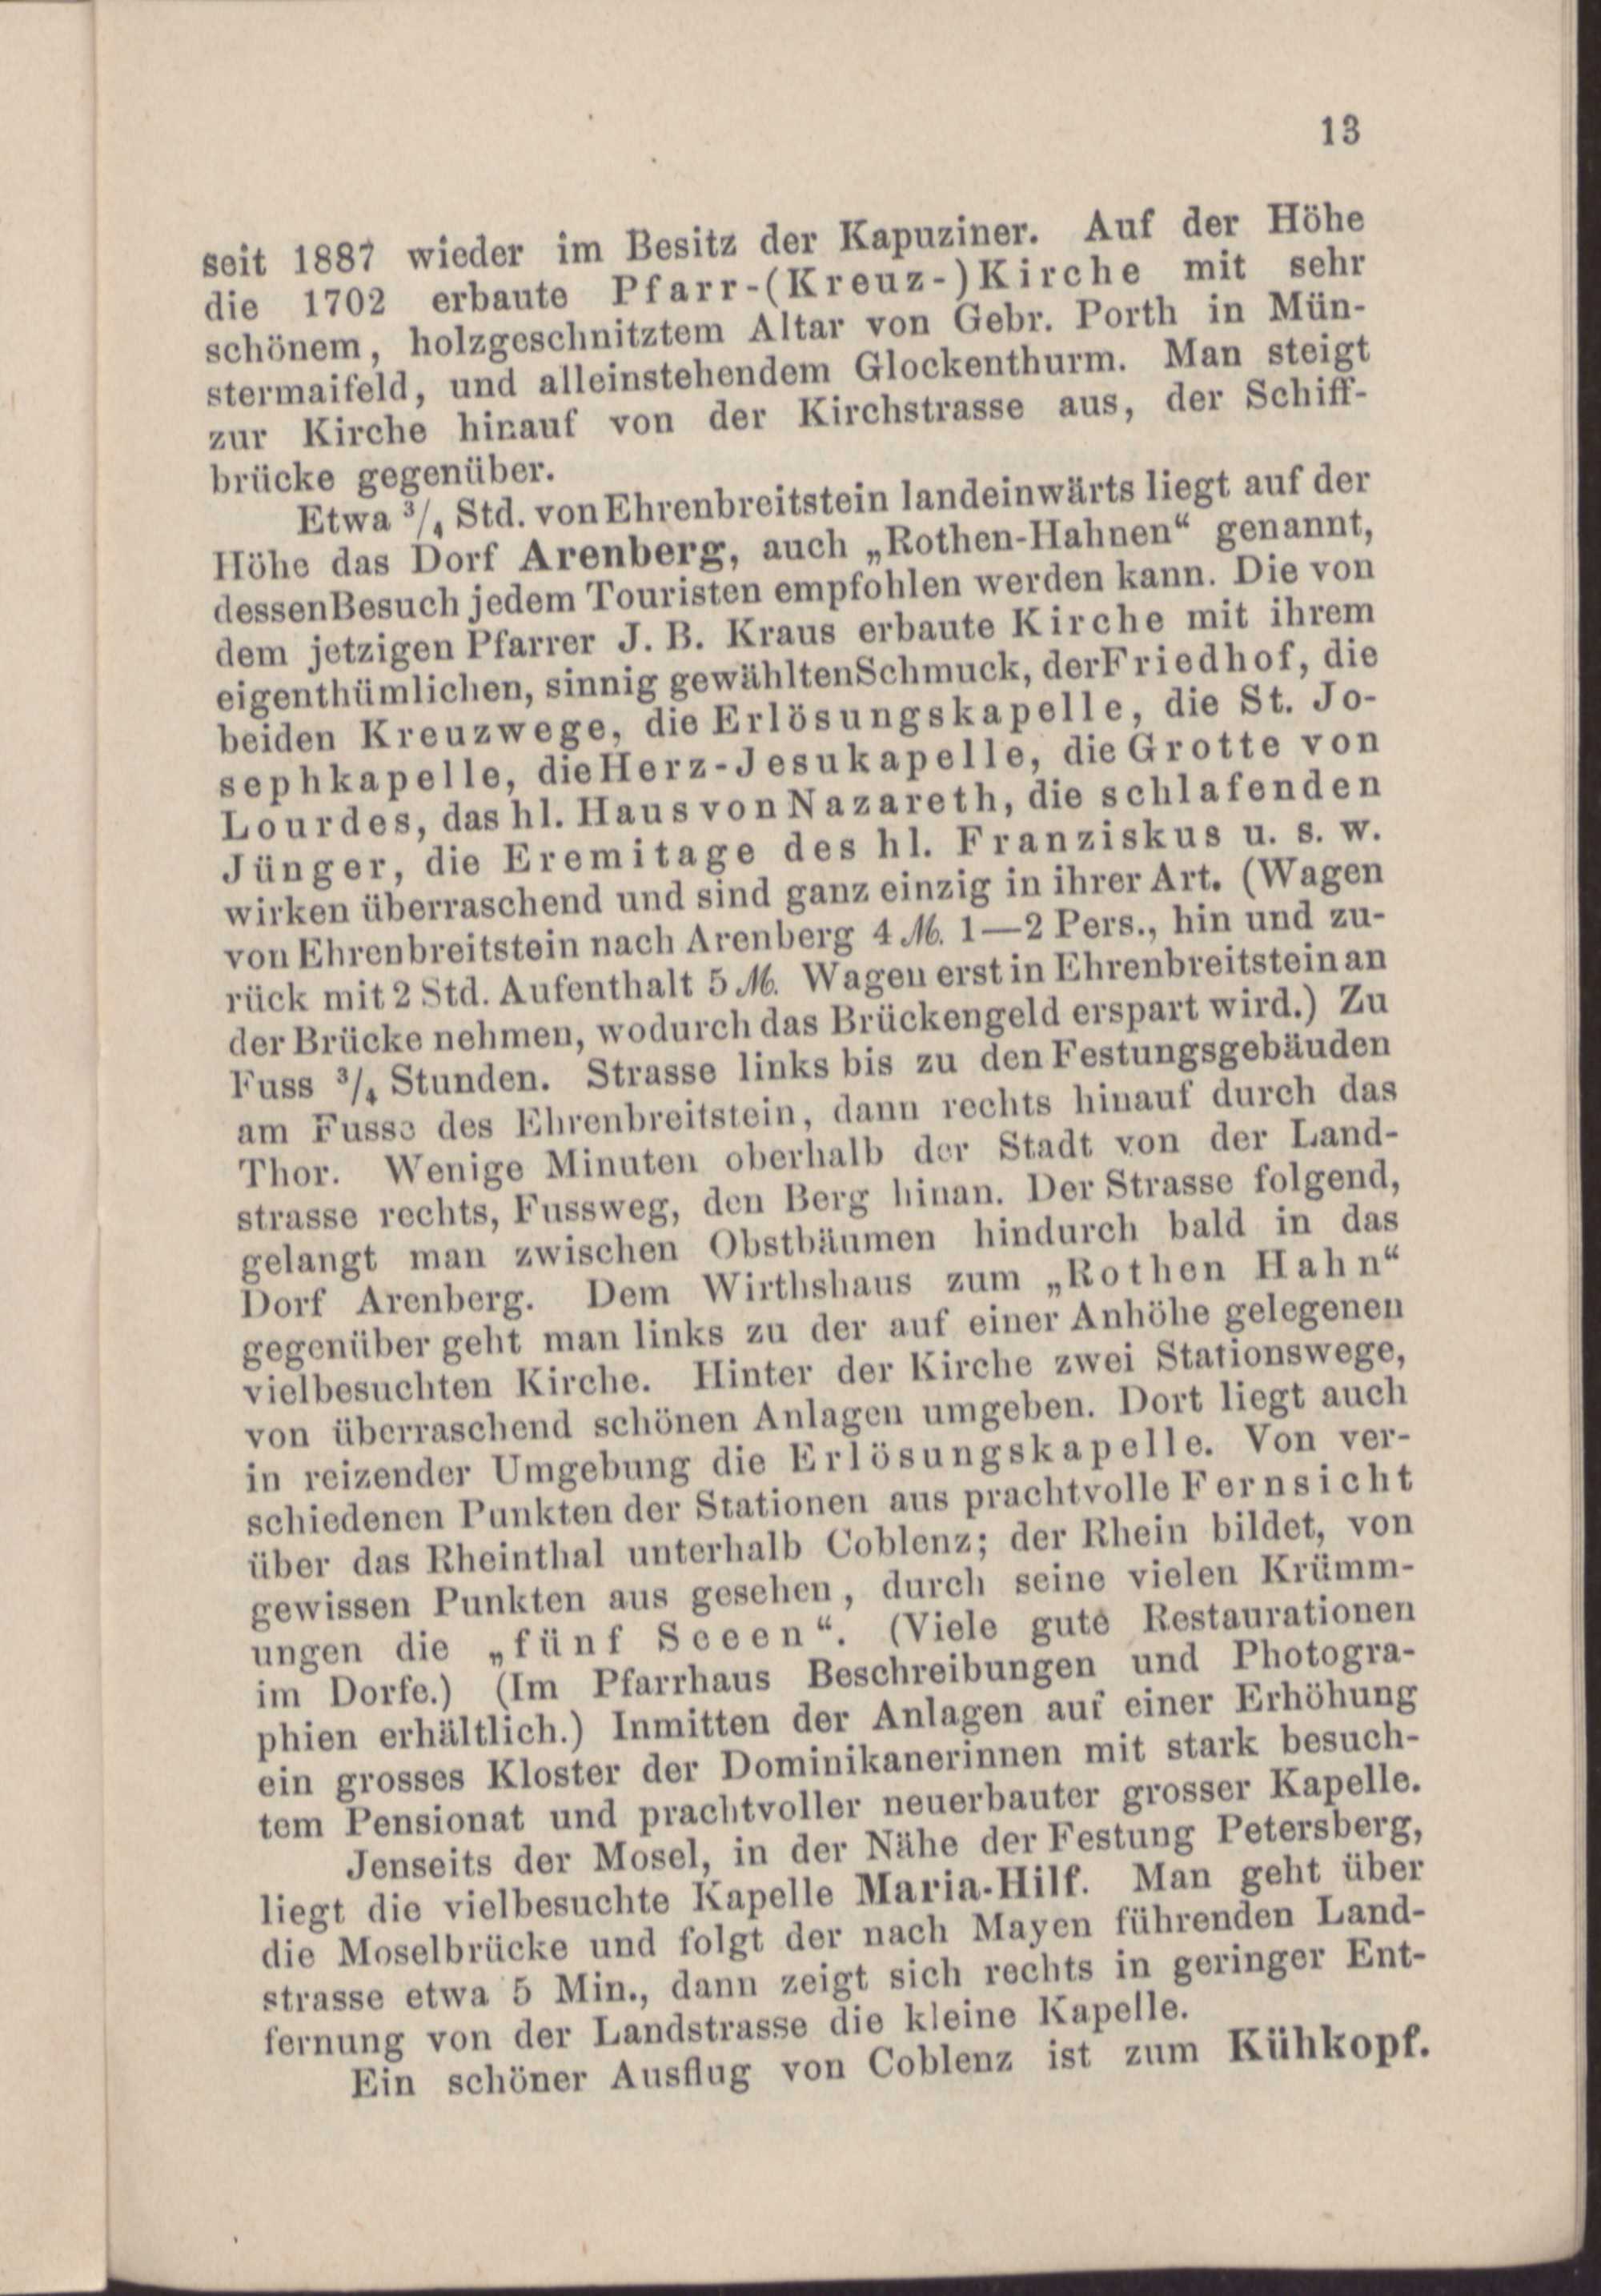 13
seit 1887 wieder im Besitz der Kapuziner. Auf der Höhe
die 1702 erbaute Pfarr-(Kreuz-)Kirche mit sehr
schönem, holzgeschnitztem Altar von Gebr. Porth in Mün-
stermaifeld, und alleinstehendem Glockenthurm. Man steigt
zur Kirche hinauf von der Kirchstrasse aus, der Schiff-
brücke gegenüber.
Etwa ³/₄ Std. von Ehrenbreitstein landeinwärts liegt auf der
Höhe das Dorf Arenberg, auch „Rothen-Hahnen“ genannt,
dessen Besuch jedem Touristen empfohlen werden kann. Die von
dem jetzigen Pfarrer J. B. Kraus erbaute Kirche mit ihrem
eigenthümlichen, sinnig gewählten Schmuck, der Friedhof, die
beiden Kreuzwege, die Erlösungskapelle, die St. Jo-
sephkapelle, die Herz-Jesukapelle, die Grotte von
Lourdes, das hl. Haus von Nazareth, die schlafenden
Jünger, die Eremitage des hl. Franziskus u. s. w.
wirken überraschend und sind ganz einzig in ihrer Art. (Wagen
von Ehrenbreitstein nach Arenberg 4 M. 1—2 Pers., hin und zu-
rück mit 2 Std. Aufenthalt 5 M. Wagen erst in Ehrenbreitstein an
der Brücke nehmen, wodurch das Brückengeld erspart wird.) Zu
Fuss ³/₄ Stunden. Strasse links bis zu den Festungsgebäuden
am Fusse des Ehrenbreitstein, dann rechts hinauf durch das
Thor. Wenige Minuten oberhalb der Stadt von der Land-
strasse rechts, Fussweg, den Berg hinan. Der Strasse folgend,
gelangt man zwischen Obstbäumen hindurch bald in das
Dorf Arenberg. Dem Wirthshaus zum „Rothen Hahn“
gegenüber geht man links zu der auf einer Anhöhe gelegenen
vielbesuchten Kirche. Hinter der Kirche zwei Stationswege,
von überraschend schönen Anlagen umgeben. Dort liegt auch
in reizender Umgebung die Erlösungskapelle. Von ver-
schiedenen Punkten der Stationen aus prachtvolle Fernsicht
über das Rheinthal unterhalb Coblenz; der Rhein bildet, von
gewissen Punkten aus gesehen, durch seine vielen Krümm-
ungen die „fünf Seeen“. (Viele gute Restaurationen
im Dorfe.) (Im Pfarrhaus Beschreibungen und Photogra-
phien erhältlich.) Inmitten der Anlagen auf einer Erhöhung
ein grosses Kloster der Dominikanerinnen mit stark besuch-
tem Pensionat und prachtvoller neuerbauter grosser Kapelle.
Jenseits der Mosel, in der Nähe der Festung Petersberg,
liegt die vielbesuchte Kapelle Maria-Hilf. Man geht über
die Moselbrücke und folgt der nach Mayen führenden Land-
strasse etwa 5 Min., dann zeigt sich rechts in geringer Ent-
fernung von der Landstrasse die kleine Kapelle.
Ein schöner Ausflug von Coblenz ist zum Kühkopf.